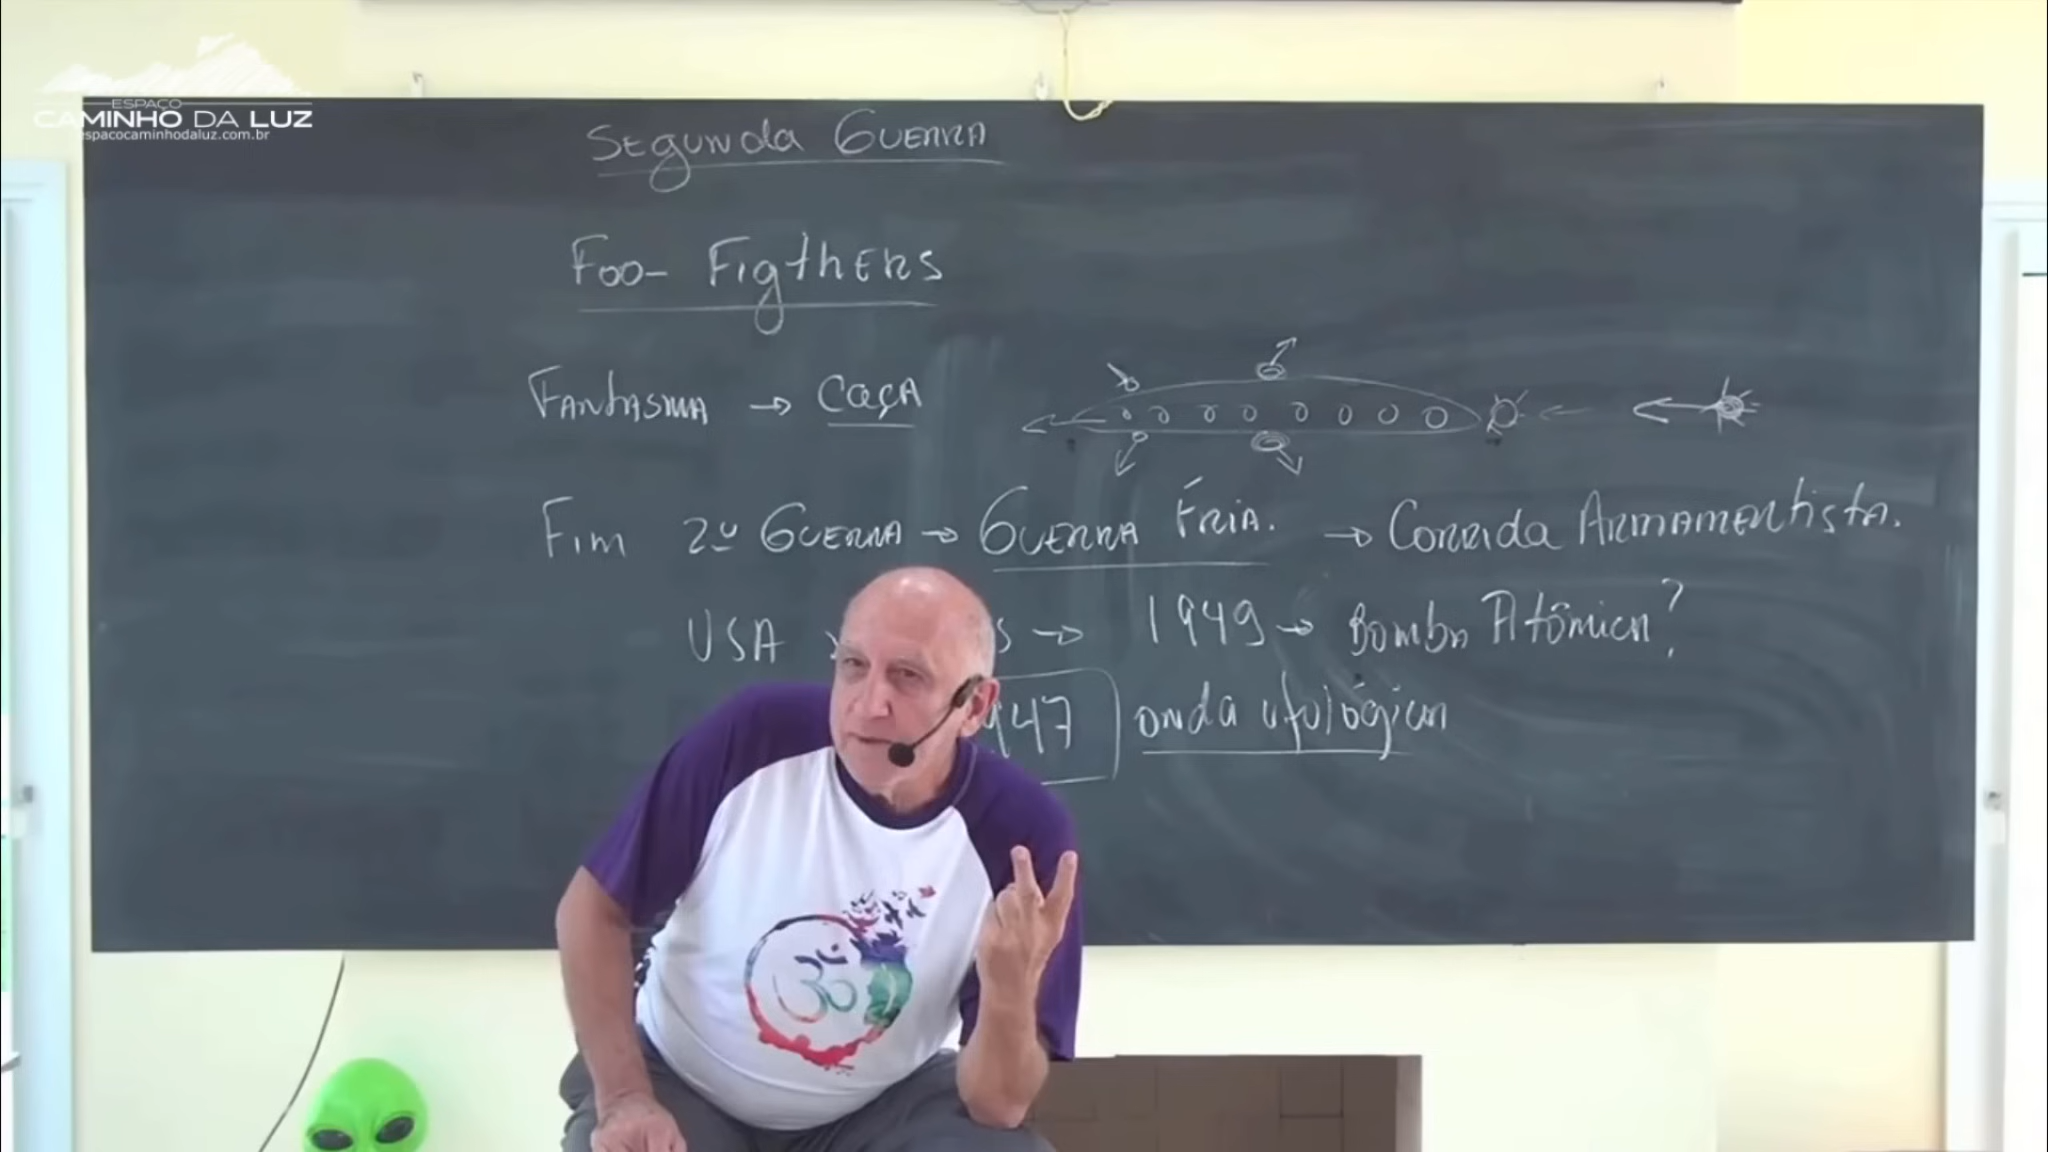 ESPAÇO
CAMINHO DA LUZ
espacocaminhodaluz.com.br
Segunda Guerra
Foo- Figthers
Fantasma → Caça
Fim 2ª Guerra → Guerra Fria. → Corrida Armamentista.
USA → 1949 → Bomba Atômica?
947 onda ufológica
ॐ